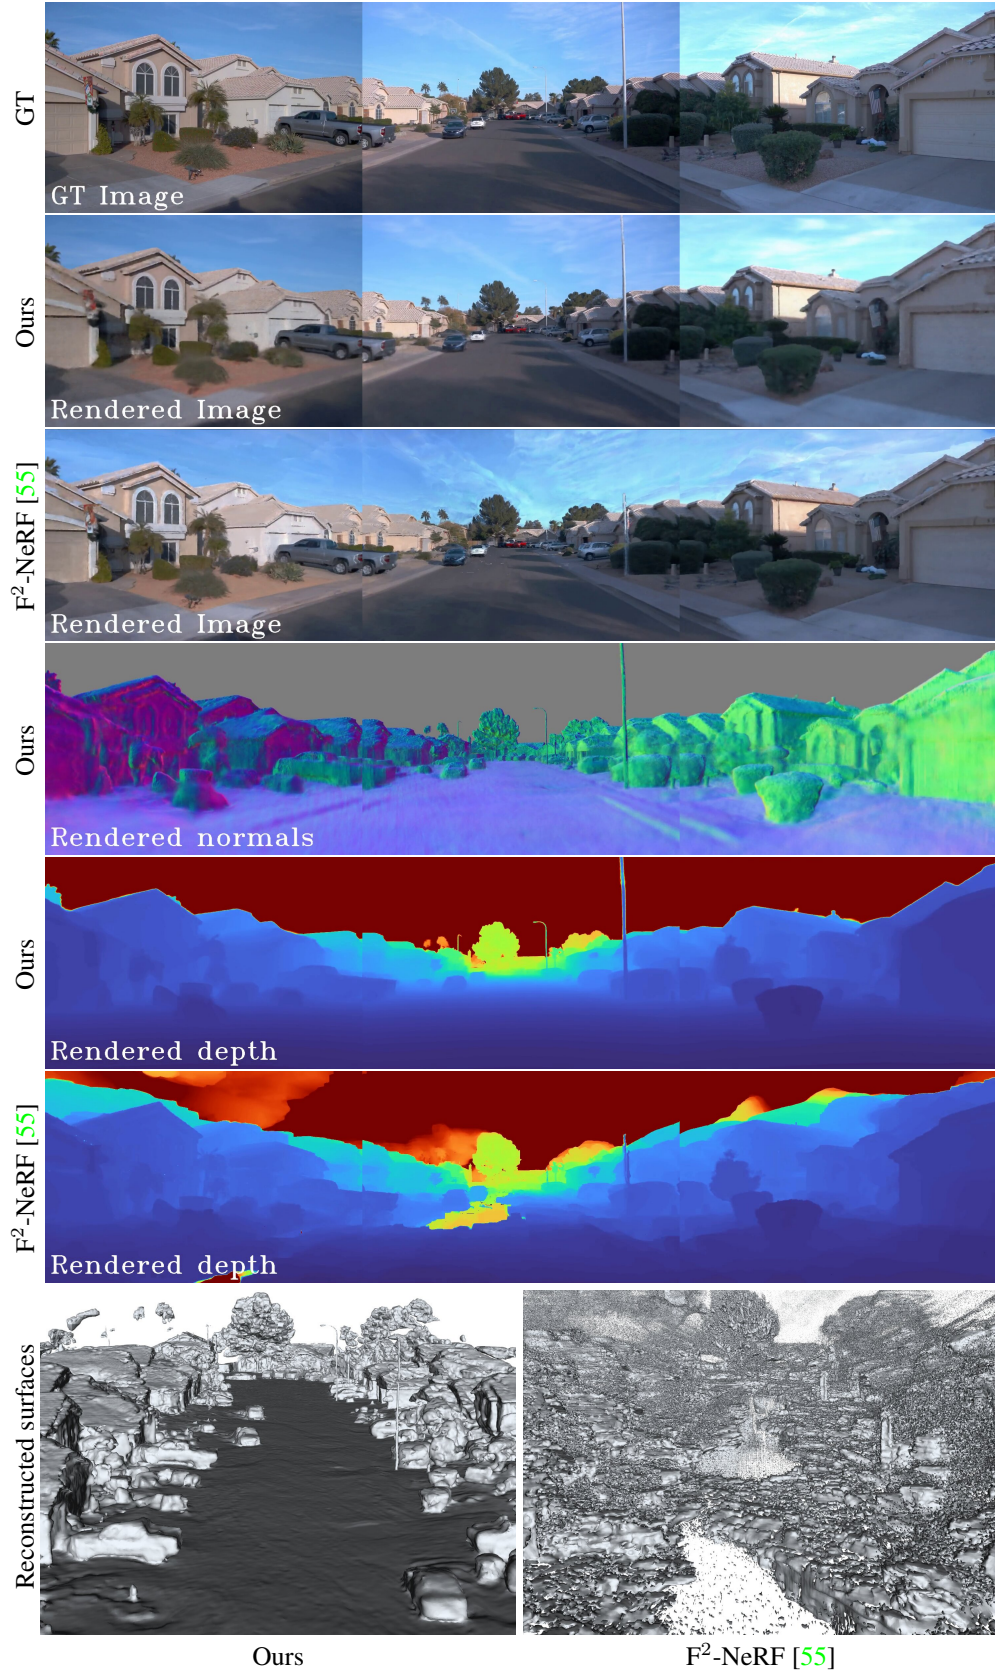 GT
GT Image
Ours
Rendered Image
F²-NeRF [55]
Rendered Image
Ours
Rendered normals
Ours
Rendered depth
F²-NeRF [55]
Rendered depth
Reconstructed surfaces
Ours
F²-NeRF [55]